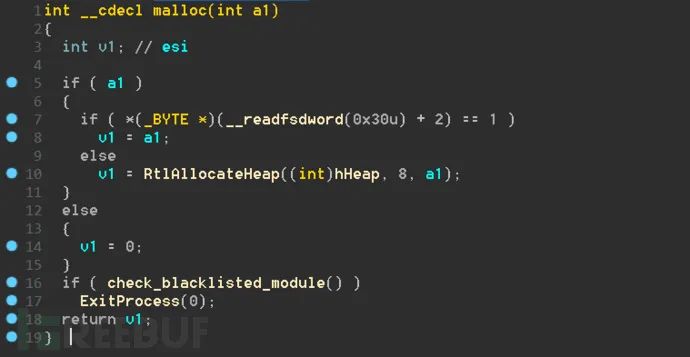 1 int __cdecl malloc(int a1)
2 {
3 int v1; // esi
4
5 if ( a1 )
6 {
7 if ( *(_BYTE *)(__readfsdword(0x30u) + 2) == 1 )
8 v1 = a1;
9 else
10 v1 = RtlAllocateHeap((int)hHeap, 8, a1);
11 }
12 else
13 {
14 v1 = 0;
15 }
16 if ( check_blacklisted_module() )
17 ExitProcess(0);
18 return v1;
19 }
REEBUF